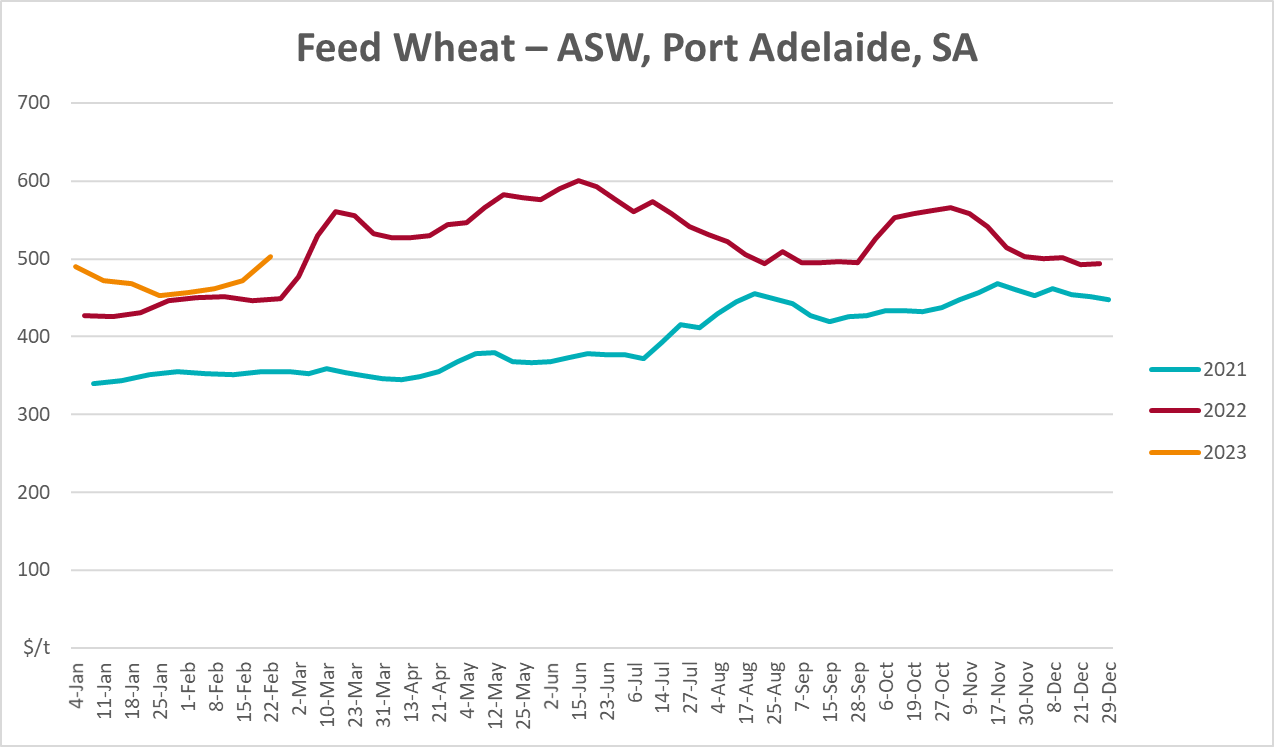 Feed Wheat – ASW, Port Adelaide, SA
700
600
500
400
300
200
100
$/t
4-Jan
11-Jan
18-Jan
25-Jan
1-Feb
8-Feb
15-Feb
22-Feb
2-Mar
10-Mar
23-Mar
31-Mar
13-Apr
21-Apr
4-May
12-May
25-May
2-Jun
15-Jun
23-Jun
6-Jul
14-Jul
27-Jul
4-Aug
17-Aug
25-Aug
7-Sep
15-Sep
28-Sep
6-Oct
19-Oct
27-Oct
9-Nov
17-Nov
30-Nov
8-Dec
21-Dec
29-Dec
2021
2022
2023